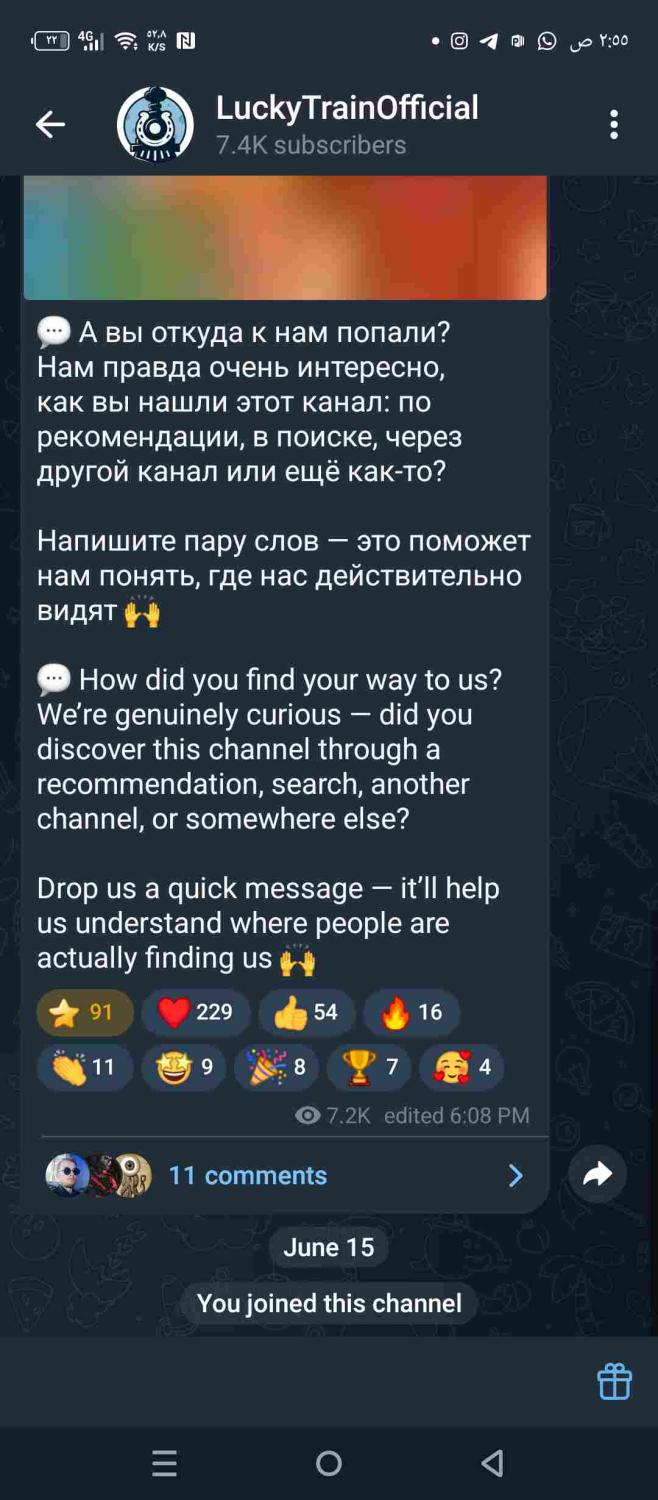 ٢٢ 4G ٥٢,٨ K/S N ٢:٥٥ ص
LuckyTrainOfficial
7.4K subscribers
💬 А вы откуда к нам попали?
Нам правда очень интересно,
как вы нашли этот канал: по
рекомендации, в поиске, через
другой канал или ещё как-то?
Напишите пару слов — это поможет
нам понять, где нас действительно
видят 🙌
💬 How did you find your way to us?
We’re genuinely curious — did you
discover this channel through a
recommendation, search, another
channel, or somewhere else?
Drop us a quick message — it’ll help
us understand where people are
actually finding us 🙌
⭐ 91 ❤️ 229 👍 54 🔥 16
👏 11 🤩 9 🎉 8 🏆 7 🥰 4
7.2K edited 6:08 PM
11 comments
June 15
You joined this channel